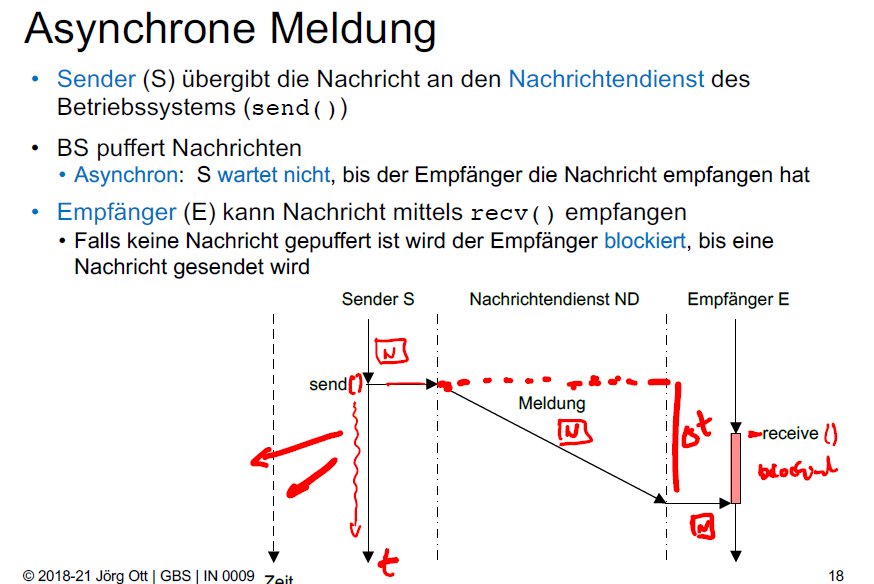 Asynchrone Meldung
• Sender (S) übergibt die Nachricht an den Nachrichtendienst des
Betriebssystems (send())
• BS puffert Nachrichten
• Asynchron: S wartet nicht, bis der Empfänger die Nachricht empfangen hat
• Empfänger (E) kann Nachricht mittels recv() empfangen
• Falls keine Nachricht gepuffert ist wird der Empfänger blockiert, bis eine
Nachricht gesendet wird
Sender S Nachrichtendienst ND Empfänger E
N
send()
Meldung
N
Δt
receive ()
N
t
© 2018-21 Jörg Ott | GBS | IN 0009 Zeit 18